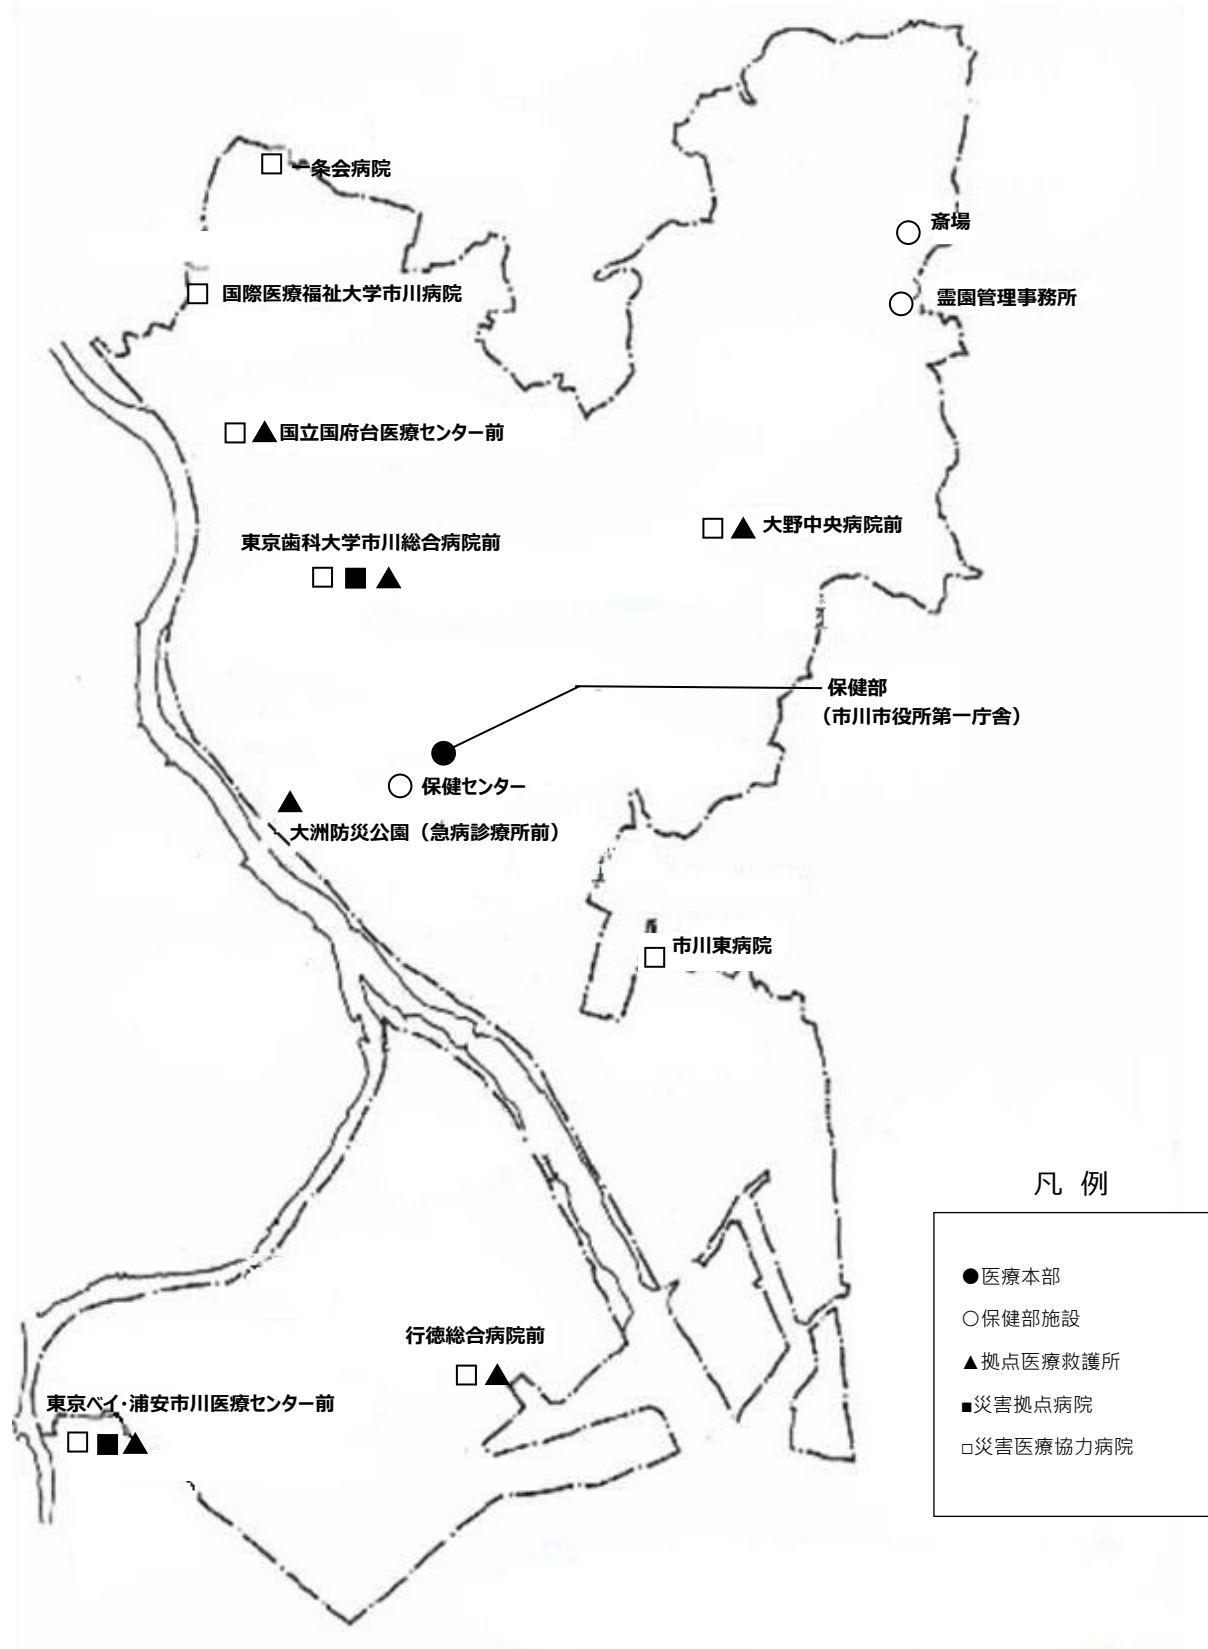 一条会病院
斎場
国際医療福祉大学市川病院
霊園管理事務所
国立国府台医療センター前
大野中央病院前
東京歯科大学市川総合病院前
保健部
（市川市役所第一庁舎）
保健センター
大洲防災公園（急病診療所前）
市川東病院
凡 例
●医療本部
○保健部施設
▲拠点医療救護所
■災害拠点病院
□災害医療協力病院
行徳総合病院前
東京ベイ・浦安市川医療センター前